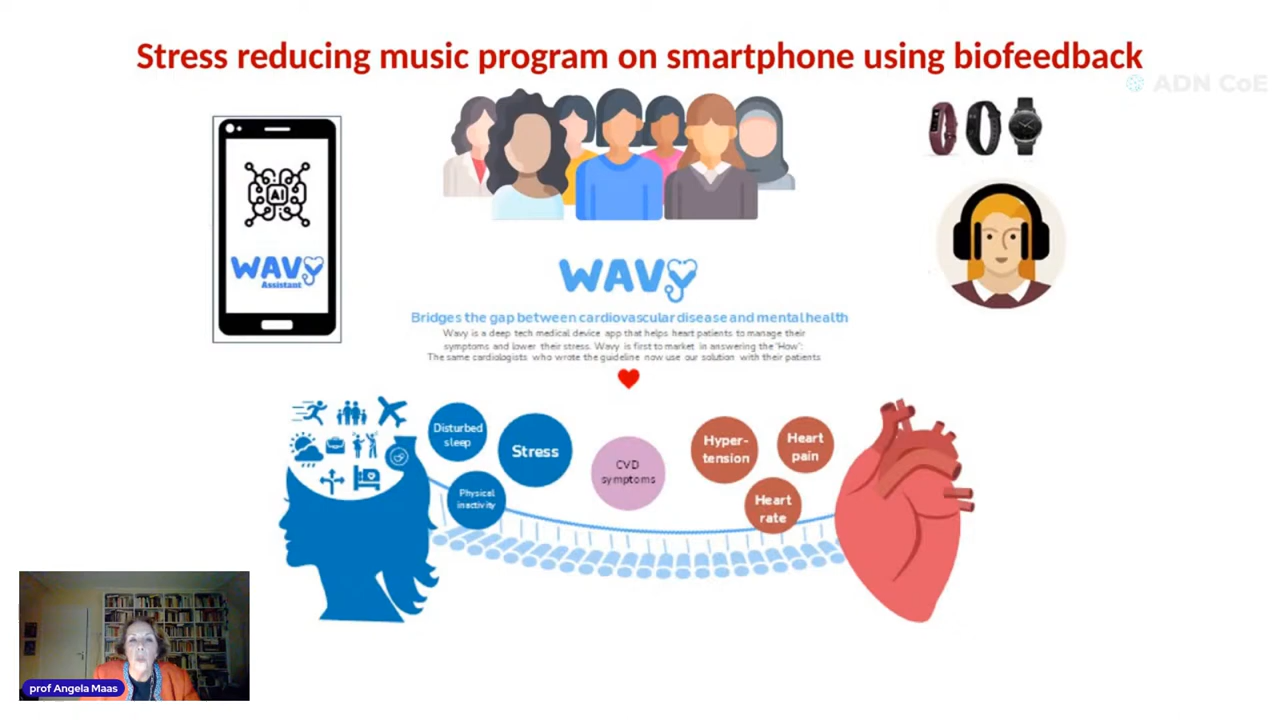 Stress reducing music program on smartphone using biofeedback
ADN CoE
AI
WAVy
Assistant
WAVy
Bridges the gap between cardiovascular disease and mental health
Wavy is a deep tech medical device app that helps heart patients to manage their
symptoms and lower their stress. Wavy is first to market in answering the "How":
The same cardiologists who wrote the guideline now use our solution with their patients
Disturbed
sleep
Stress
Physical
inactivity
CVD
symptoms
Hyper-
tension
Heart
pain
Heart
rate
prof Angela Maas